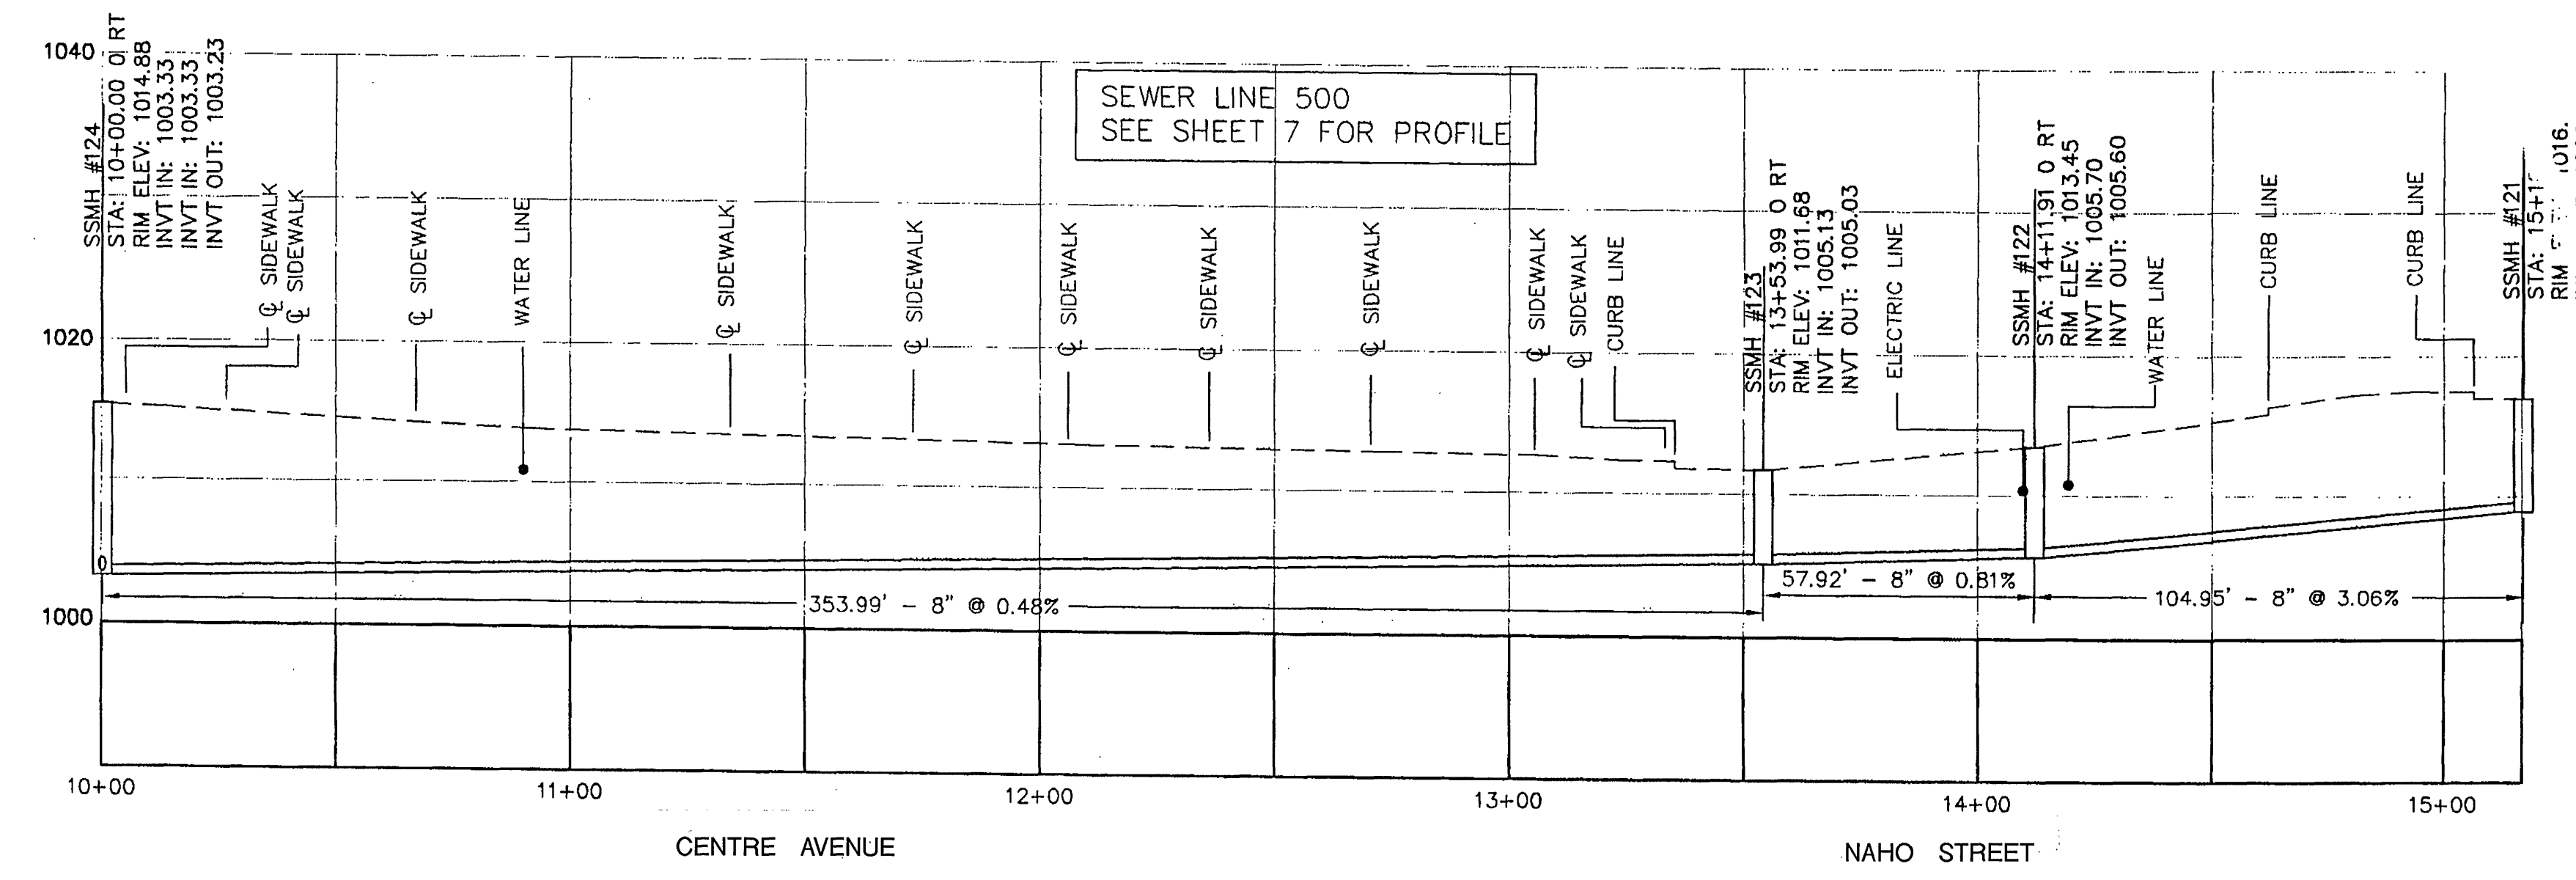 1040
1020
1000
SSMH #124
STA: 10+00.00 0 RT
RIM ELEV: 1014.88
INVT IN: 1003.33
INVT IN: 1003.33
INVT OUT: 1003.23
℄ SIDEWALK
℄ SIDEWALK
℄ SIDEWALK
WATER LINE
℄ SIDEWALK
℄ SIDEWALK
℄ SIDEWALK
℄ SIDEWALK
℄ SIDEWALK
℄ SIDEWALK
℄ SIDEWALK
CURB LINE
SEWER LINE 500
SEE SHEET 7 FOR PROFILE
SSMH #123
STA: 13+53.99 0 RT
RIM ELEV: 1011.68
INVT IN: 1005.13
INVT OUT: 1005.03
ELECTRIC LINE
SSMH #122
STA: 14+11.91 0 RT
RIM ELEV: 1013.45
INVT IN: 1005.70
INVT OUT: 1005.60
WATER LINE
CURB LINE
CURB LINE
SSMH #121
STA:
RIM
353.99' - 8" @ 0.48%
57.92' - 8" @ 0.81%
104.95' - 8" @ 3.06%
10+00
11+00
12+00
13+00
14+00
15+00
CENTRE AVENUE
NAHO STREET